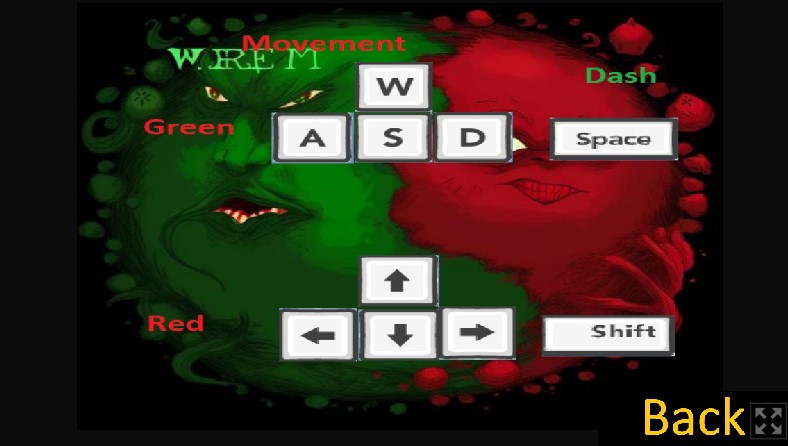 Movement
W
Dash
Green
A S D
Space
Red
Shift
Back